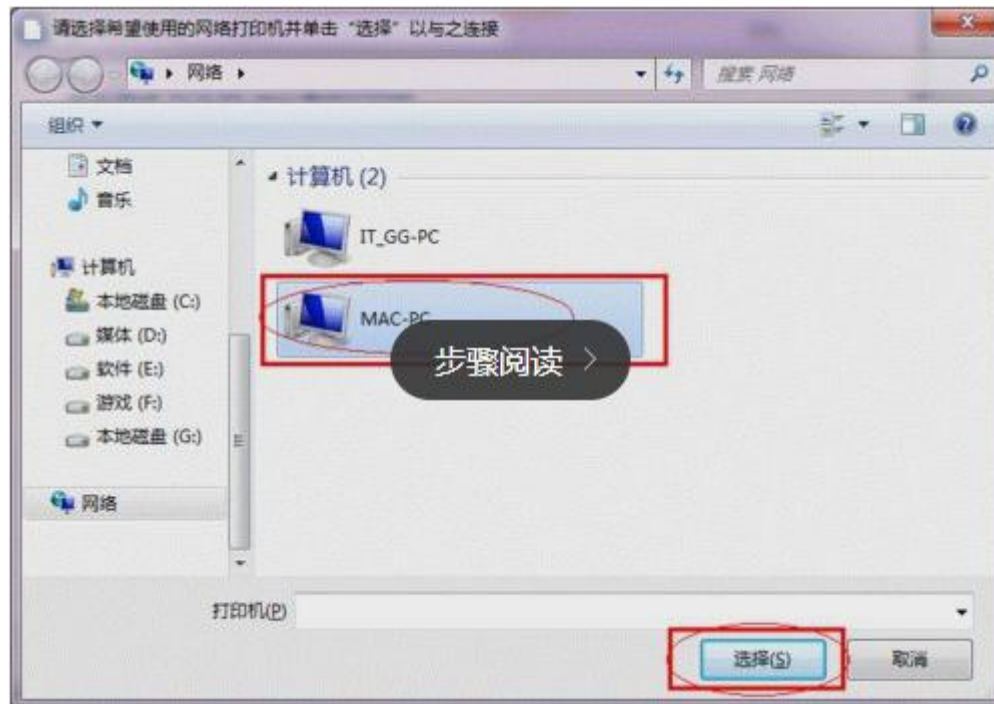 请选择希望使用的网络打印机并单击“选择”以与之连接
网络
搜索 网络
组织
文档
音乐
计算机
本地磁盘 (C:)
媒体 (D:)
软件 (E:)
游戏 (F:)
本地磁盘 (G:)
网络
计算机 (2)
IT_GG-PC
MAC-PC
步骤阅读
打印机(P)
选择(S)
取消